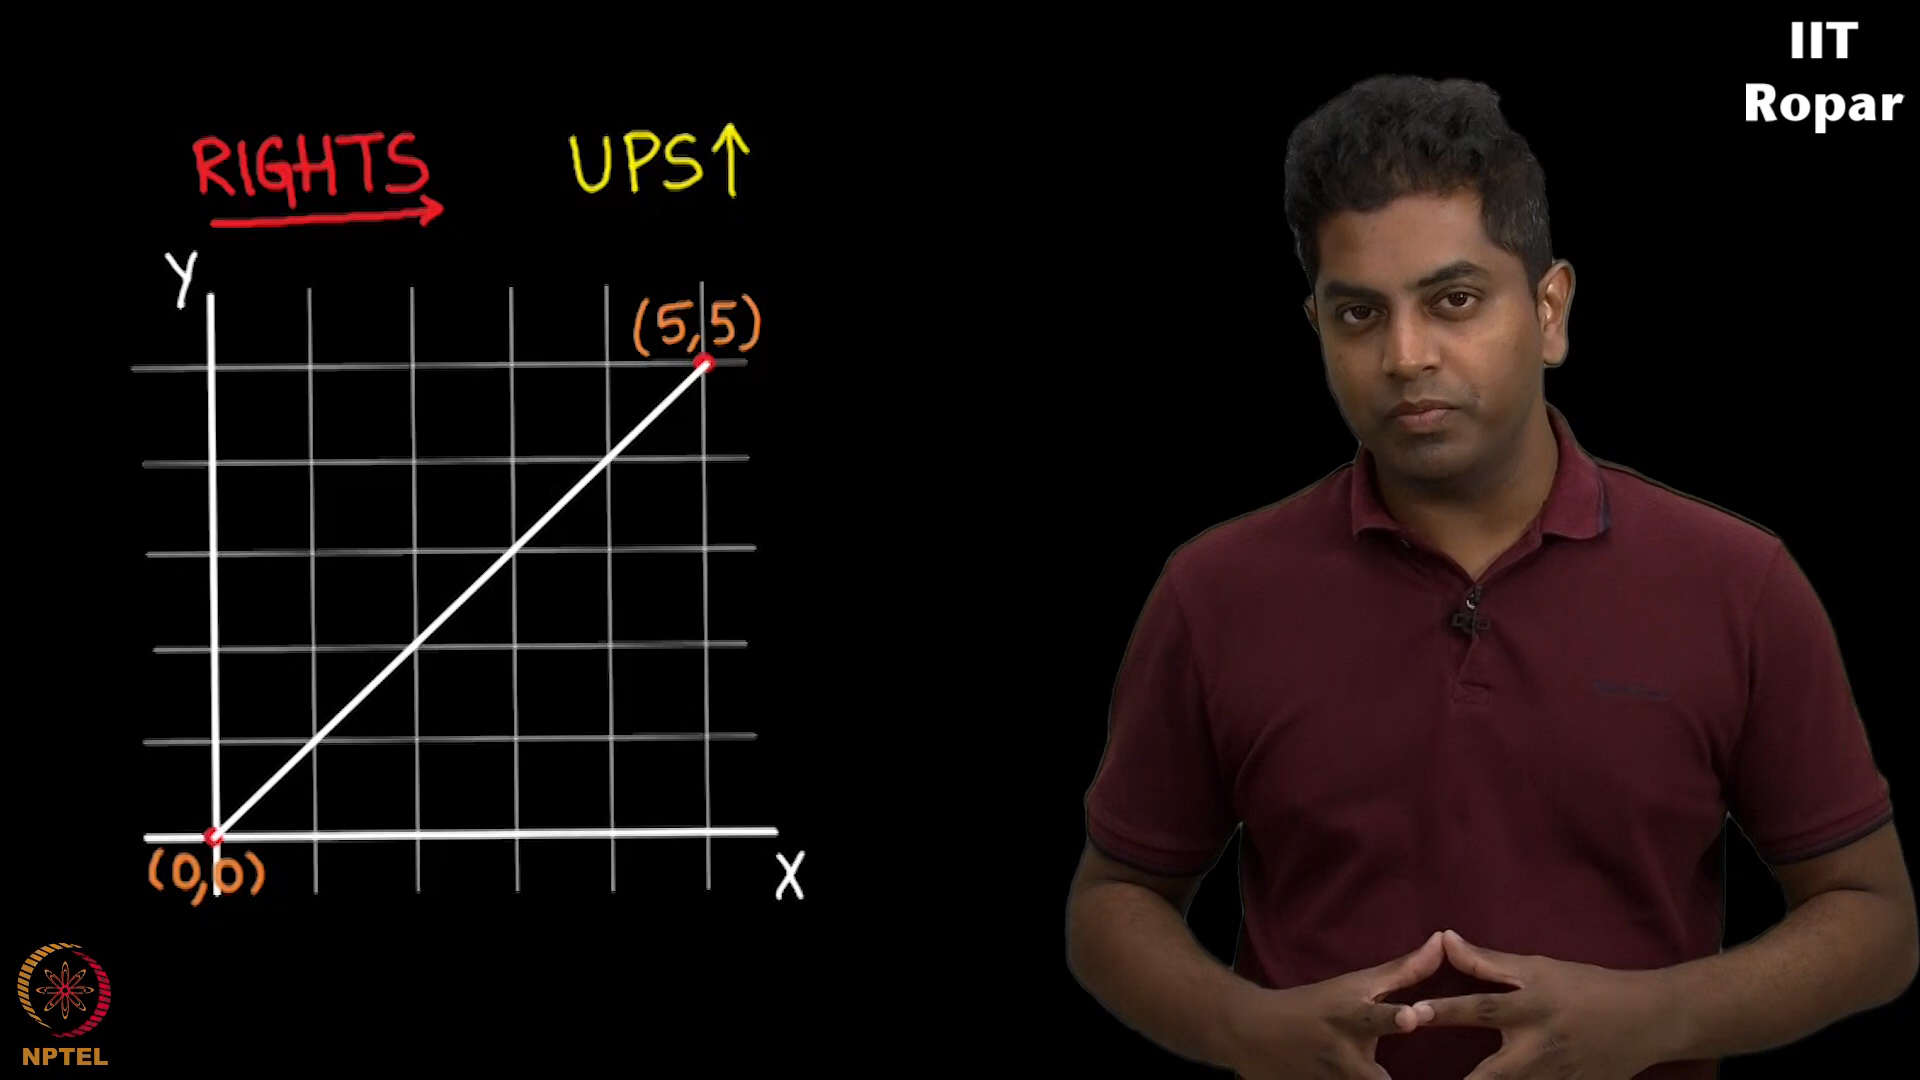 IIT
Ropar
RIGHTS UPS↑
Y
(5,5)
(0,0)
X
NPTEL